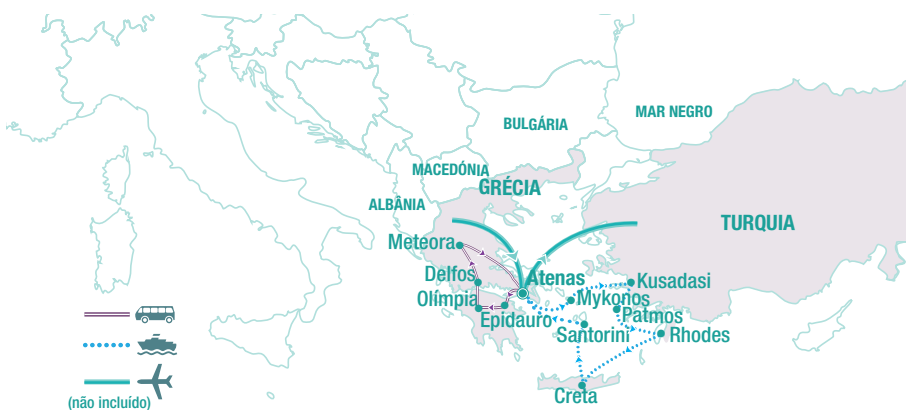 MAR NEGRO
BULGÁRIA
MACEDÓNIA
GRÉCIA
ALBÂNIA
TURQUIA
Meteora
Delfos
Atenas
Kusadasi
Olímpia
Mykonos
Epidauro
Patmos
Santorini
Rhodes
Creta
(não incluído)